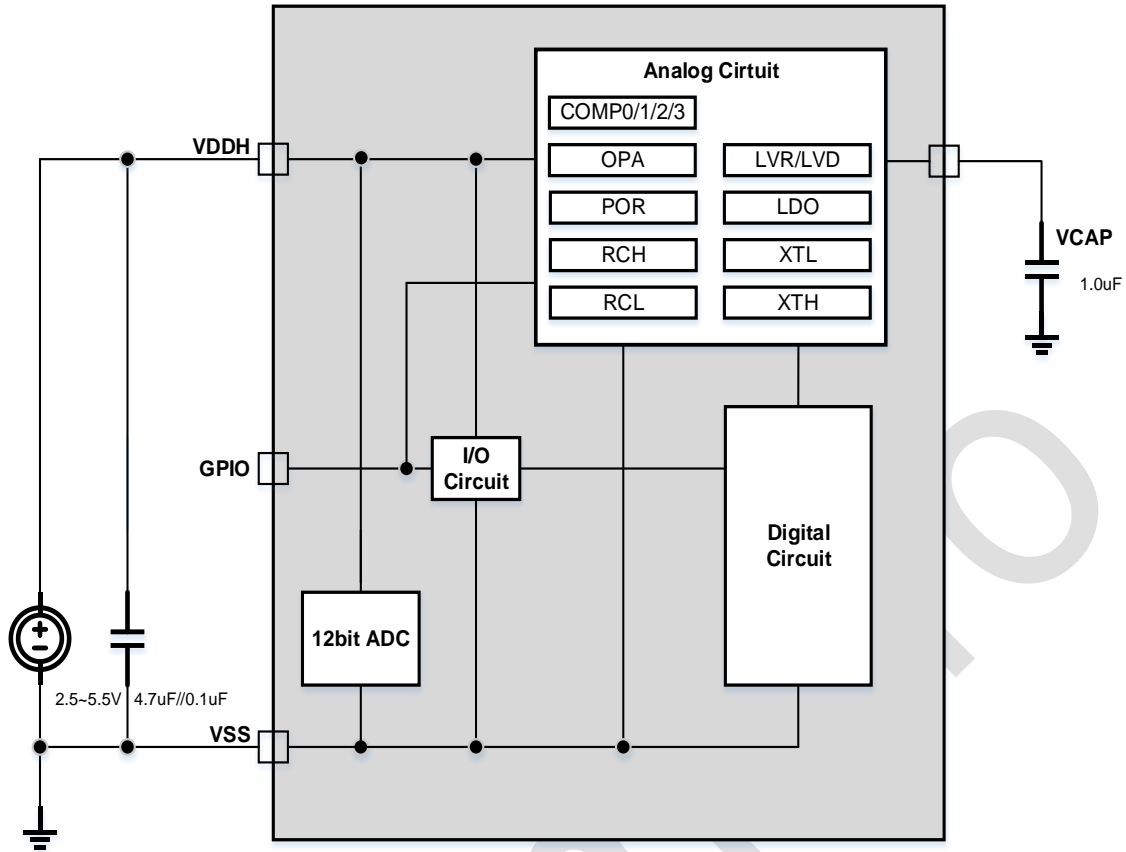 Analog Cirtuit
COMP0/1/2/3
OPA
LVR/LVD
POR
LDO
RCH
XTL
RCL
XTH
VDDH
VCAP
1.0uF
GPIO
I/O
Circuit
Digital
Circuit
12bit ADC
2.5~5.5V
4.7uF//0.1uF
VSS